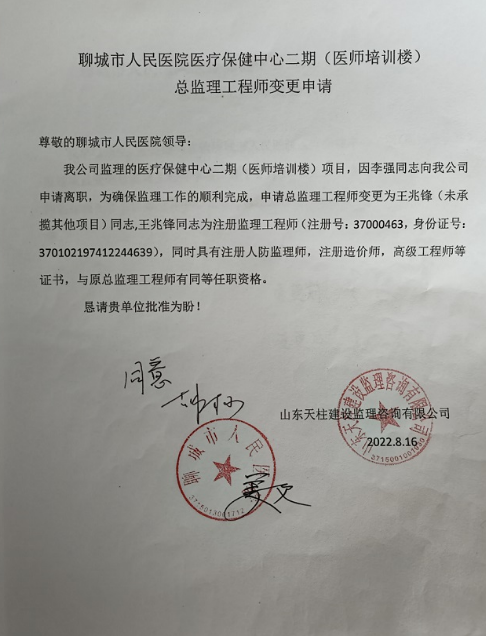 聊城市人民医院医疗保健中心二期（医师培训楼）
总监理工程师变更申请
尊敬的聊城市人民医院领导：
我公司监理的医疗保健中心二期（医师培训楼）项目，因李强同志向我公司
申请离职，为确保监理工作的顺利完成，申请总监理工程师变更为王兆锋（未承
揽其他项目）同志,王兆锋同志为注册监理工程师（注册号：37000463，身份证号：
370102197412244639），同时具有注册人防监理师，注册造价师，高级工程师等
证书，与原总监理工程师有同等任职资格。
恳请贵单位批准为盼！
同意
山东天柱建设监理咨询有限公司
2022.8.16
山东天柱建设监理咨询有限公司
聊城市人民医